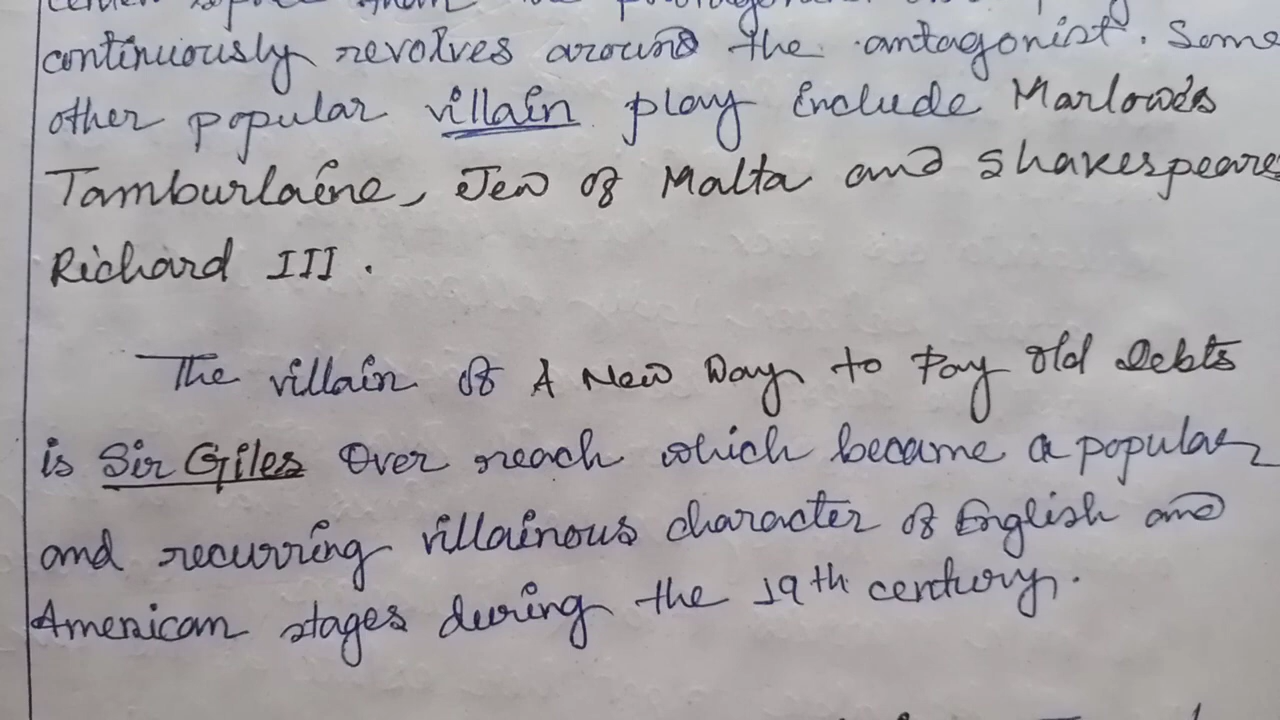 continuously revolves around the antagonist. Some
other popular villain play include Marlowe's
Tamburlaine, Jew of Malta and Shakespeare
Richard III.
The villain of A New Way to Pay old Debts
is Sir Giles Over reach which became a popular
and recurring villainous character of English and
American stages during the 19th century.